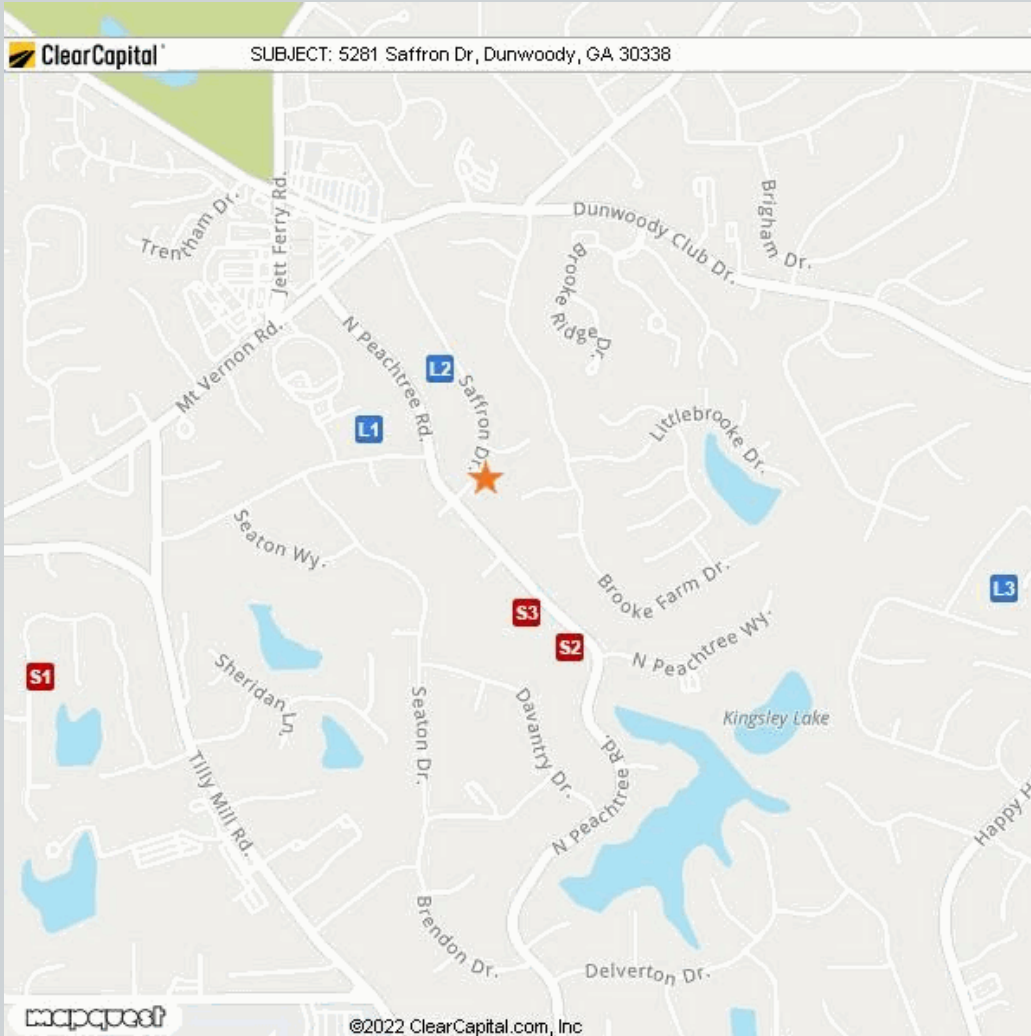 ClearCapital
SUBJECT: 5281 Saffron Dr, Dunwoody, GA 30338
Trentham Dr.
Jett Ferry Rd.
Dunwoody Club Dr.
Brigham Dr.
Brooke Ridge Dr.
Mt Vernon Rd.
N Peachtree Rd.
L2
Saffron Dr.
L1
Littlebrooke Dr.
Seaton Wy.
Brooke Farm Dr.
L3
S3
S2
N Peachtree Wy.
S1
Sheridan Ln.
Seaton Dr.
Davantry Dr.
Kingsley Lake
Tilly Mill Rd.
N Peachtree Rd.
Happy H
Brendon Dr.
Delverton Dr.
mapquest
©2022 ClearCapital.com, Inc